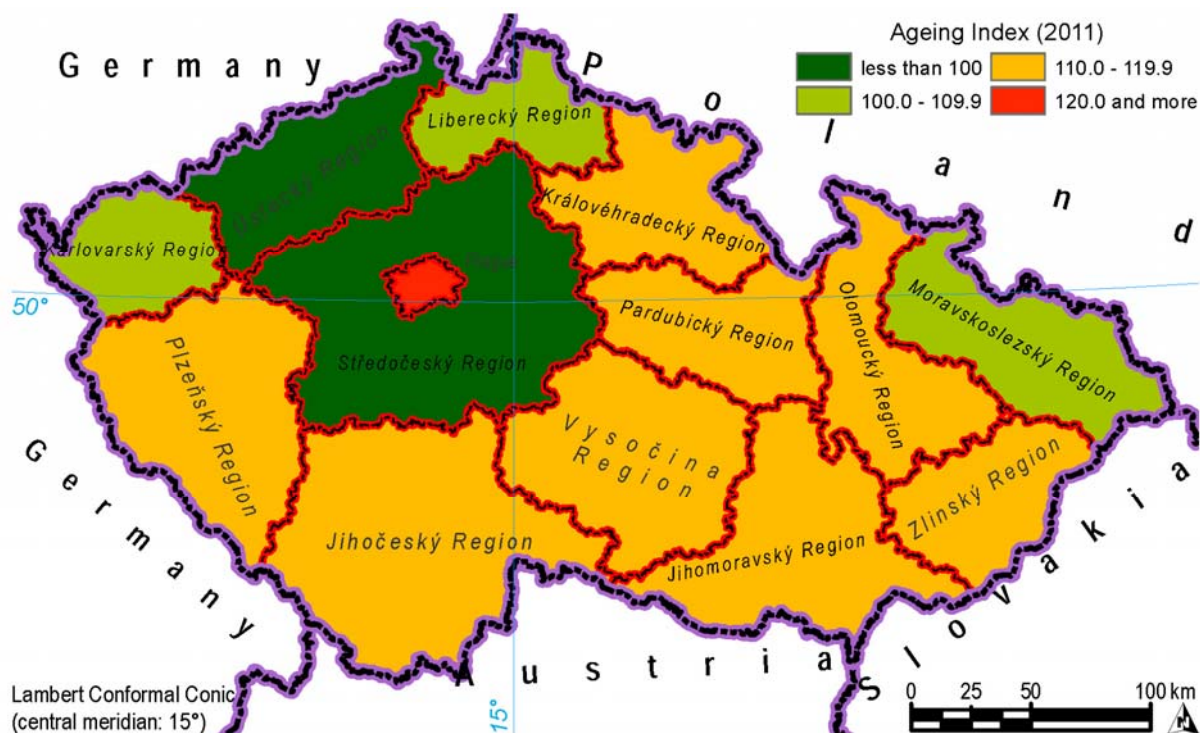 Ageing Index (2011)
less than 100
110.0 - 119.9
100.0 - 109.9
120.0 and more
Germany
Poland
Liberecký Region
Ústecký Region
Královéhradecký Region
Karlovarský Region
50°
Pardubický Region
Olomoucký Region
Moravskoslezský Region
Středočeský Region
Plzeňský Region
Vysočina
Region
Zlinský Region
Jihočeský Region
Jihomoravský Region
Germany
Slovakia
Austria
Lambert Conformal Conic
(central meridian: 15°)
15°
0 25 50 100 km